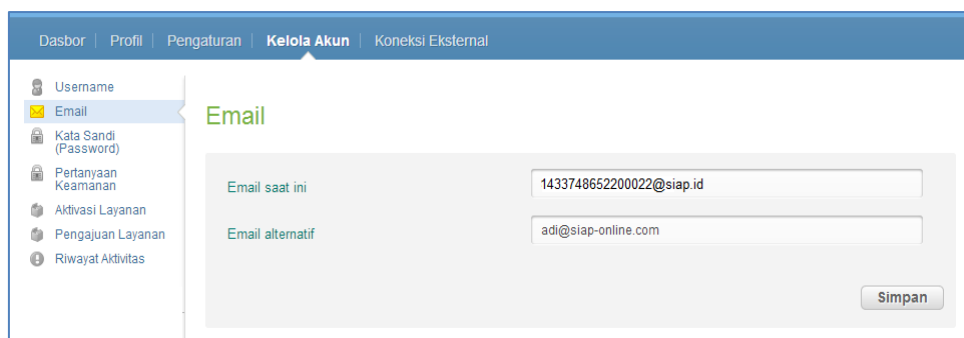 Dasbor | Profil | Pengaturan | Kelola Akun | Koneksi Eksternal
Username
Email
Kata Sandi
(Password)
Pertanyaan
Keamanan
Aktivasi Layanan
Pengajuan Layanan
Riwayat Aktivitas
Email
Email saat ini 1433748652200022@siap.id
Email alternatif adi@siap-online.com
Simpan